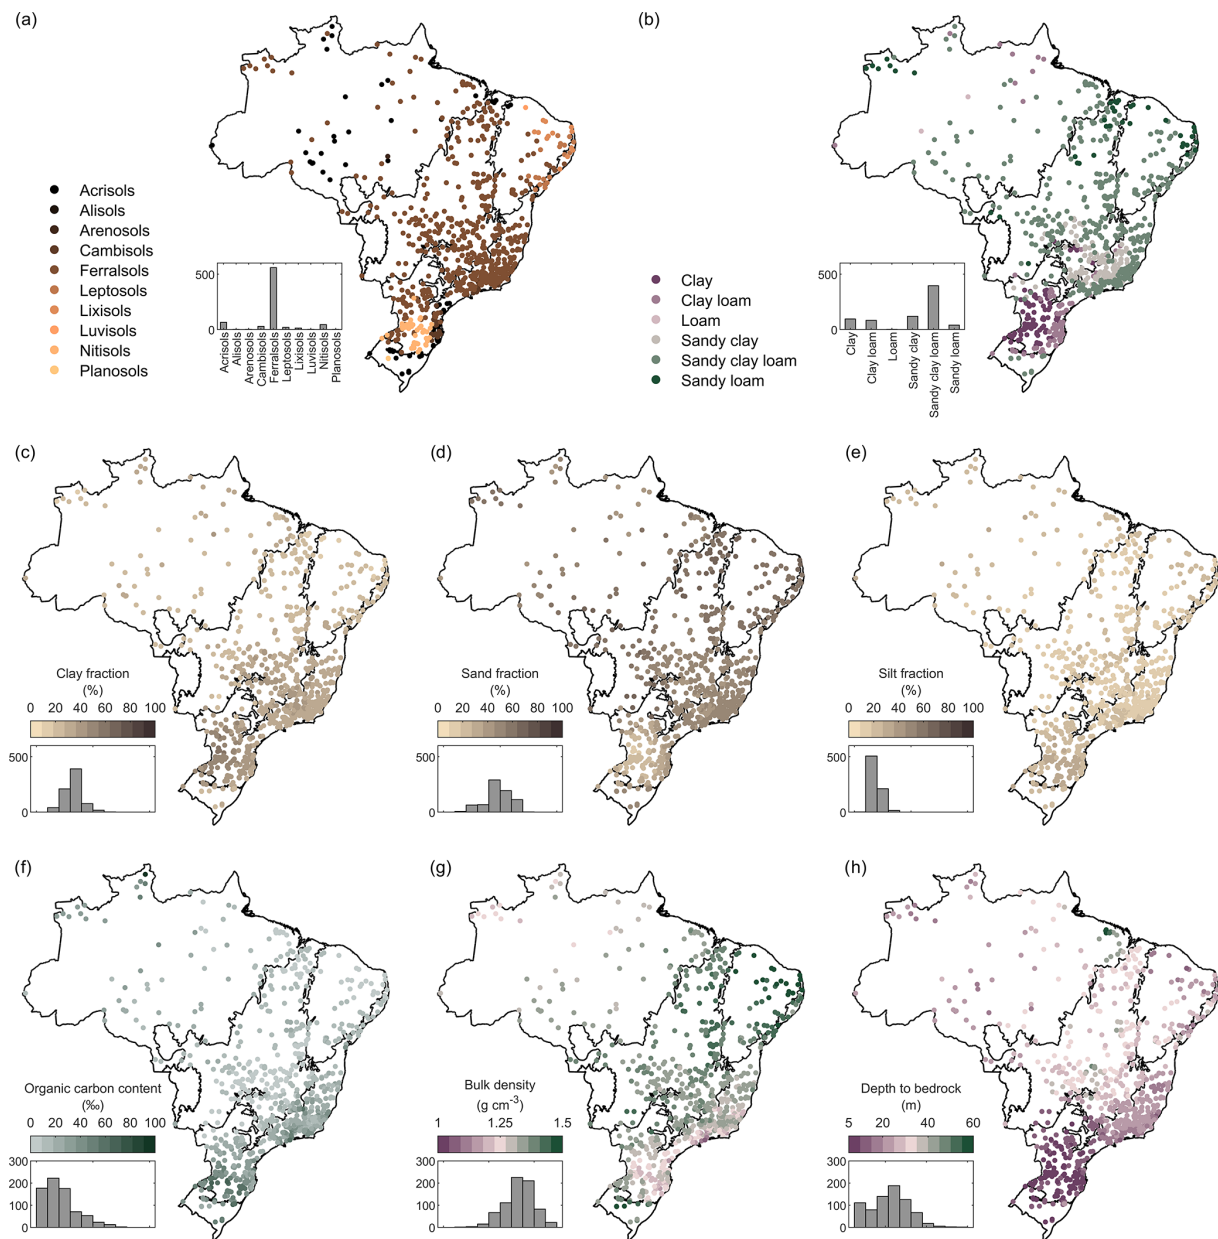 (a)
Acrisols
Alisols
Arenosols
Cambisols
Ferralsols
Leptosols
Lixisols
Luvisols
Nitisols
Planosols
500
0
Acrisols
Alisols
Arenosols
Cambisols
Ferralsols
Leptosols
Lixisols
Luvisols
Nitisols
Planosols
(b)
Clay
Clay loam
Loam
Sandy clay
Sandy clay loam
Sandy loam
500
0
Clay
Clay loam
Loam
Sandy clay
Sandy clay loam
Sandy loam
(c)
Clay fraction
(%)
0 20 40 60 80 100
500
0
(d)
Sand fraction
(%)
0 20 40 60 80 100
500
0
(e)
Silt fraction
(%)
0 20 40 60 80 100
500
0
(f)
Organic carbon content
(‰)
0 20 40 60 80 100
300
200
100
0
(g)
Bulk density
(g cm⁻³)
1 1.25 1.5
300
200
100
0
(h)
Depth to bedrock
(m)
5 20 40 60
300
200
100
0